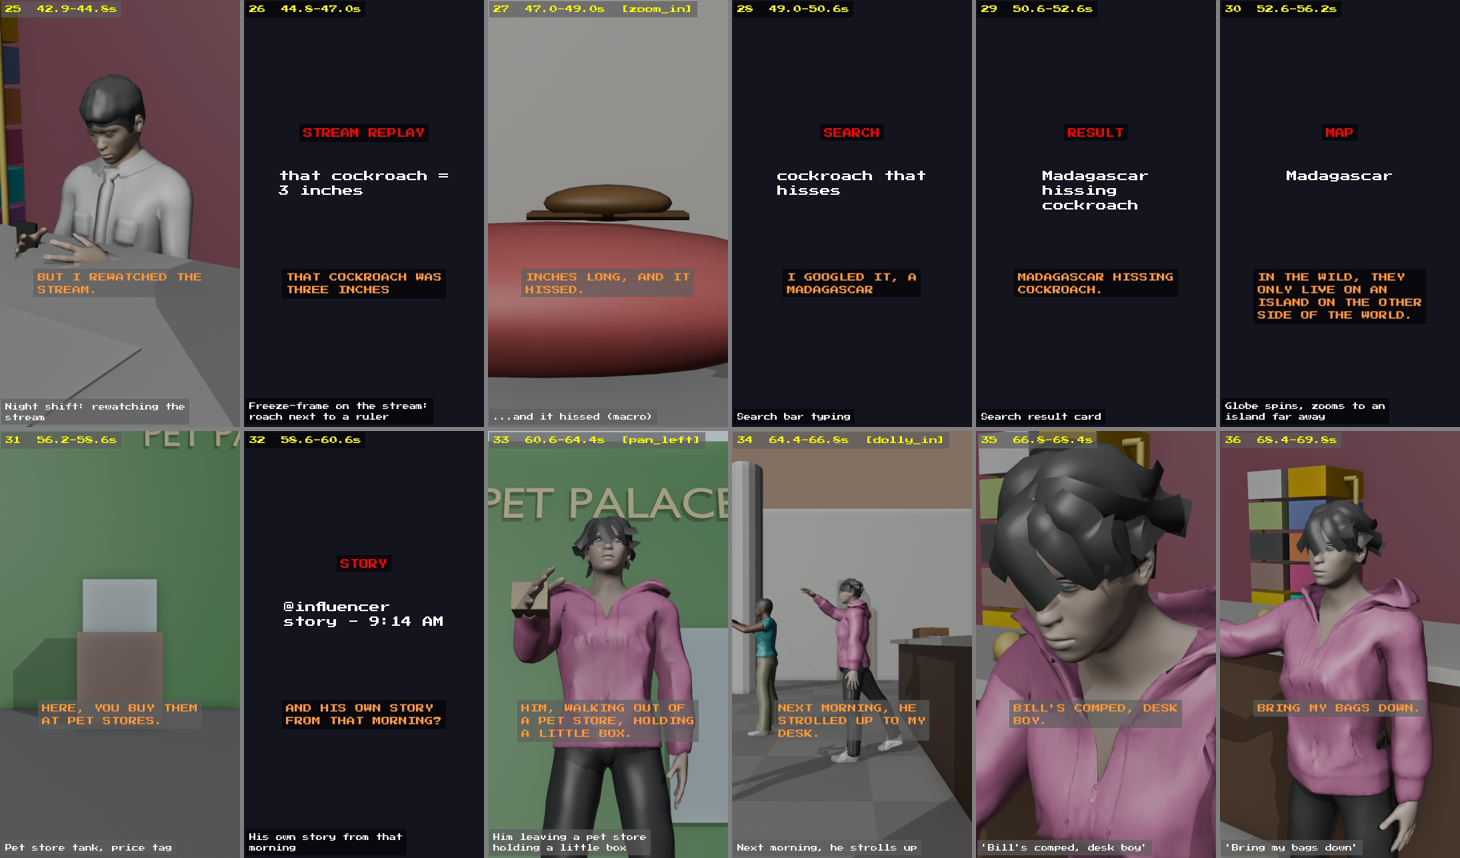 25 42.9-44.8s
BUT I REWATCHED THE
STREAM.
Night shift: rewatching the
stream
26 44.8-47.0s
STREAM REPLAY
that cockroach =
3 inches
THAT COCKROACH WAS
THREE INCHES
Freeze-frame on the stream:
roach next to a ruler
27 47.0-49.0s [zoom_in]
INCHES LONG, AND IT
HISSED.
...and it hissed (macro)
28 49.0-50.6s
SEARCH
cockroach that
hisses
I GOOGLED IT, A
MADAGASCAR
Search bar typing
29 50.6-52.6s
RESULT
Madagascar
hissing
cockroach
MADAGASCAR HISSING
COCKROACH.
Search result card
30 52.6-56.2s
MAP
Madagascar
IN THE WILD, THEY
ONLY LIVE ON AN
ISLAND ON THE OTHER
SIDE OF THE WORLD.
Globe spins, zooms to an
island far away
31 56.2-58.6s
PET PA
HERE, YOU BUY THEM
AT PET STORES.
Pet store tank, price tag
32 58.6-60.6s
STORY
@influencer
story - 9:14 AM
AND HIS OWN STORY
FROM THAT MORNING?
His own story from that
morning
33 60.6-64.4s [pan_left]
PET PALACE
HIM, WALKING OUT OF
A PET STORE, HOLDING
A LITTLE BOX.
Him leaving a pet store
holding a little box
34 64.4-66.8s [dolly_in]
NEXT MORNING, HE
STROLLED UP TO MY
DESK.
Next morning, he strolls up
35 66.8-68.4s
BILL'S COMPED, DESK
BOY.
'Bill's comped, desk boy'
36 68.4-69.8s
BRING MY BAGS DOWN.
'Bring my bags down'